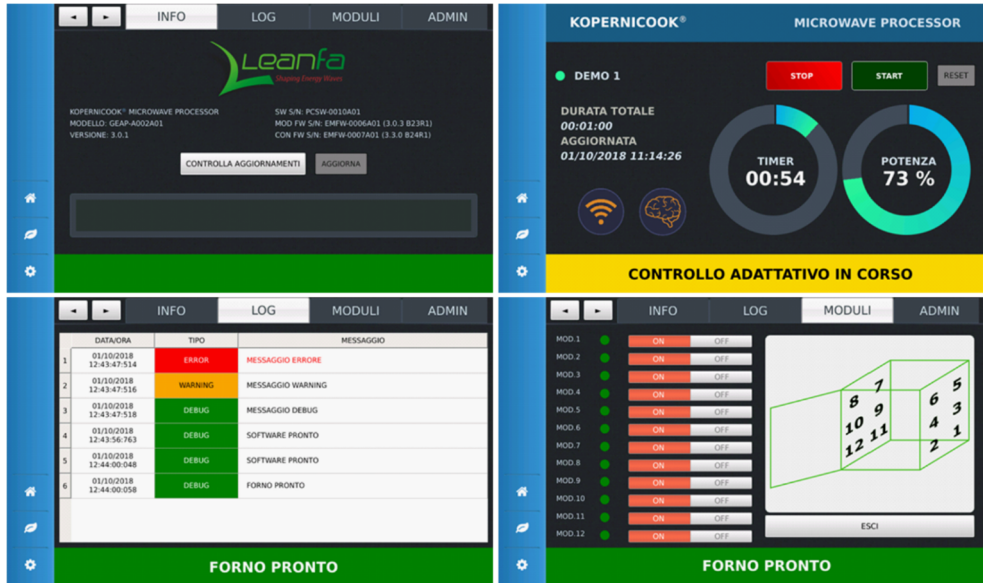 INFO LOG MODULI ADMIN
Leanfa
Shaping Energy Waves
KOPERNICOOK® MICROWAVE PROCESSOR
MODELLO: GEAP-A002A01
VERSIONE: 3.0.1
SW S/N: PCSW-0010A01
MOD FW S/N: EMFW-0006A01 (3.0.3 B23R1)
CON FW S/N: EMFW-0007A01 (3.3.0 B24R1)
CONTROLLA AGGIORNAMENTI AGGIORNA
KOPERNICOOK® MICROWAVE PROCESSOR
DEMO 1 STOP START RESET
DURATA TOTALE
00:01:00
AGGIORNATA
01/10/2018 11:14:26
TIMER
00:54
POTENZA
73 %
CONTROLLO ADATTATIVO IN CORSO
INFO LOG MODULI ADMIN
DATA/ORA TIPO MESSAGGIO
1 01/10/2018 12:43:47:514 ERROR MESSAGGIO ERRORE
2 01/10/2018 12:43:47:516 WARNING MESSAGGIO WARNING
3 01/10/2018 12:43:47:518 DEBUG MESSAGGIO DEBUG
4 01/10/2018 12:43:56:763 DEBUG SOFTWARE PRONTO
5 01/10/2018 12:44:00:048 DEBUG SOFTWARE PRONTO
6 01/10/2018 12:44:00:058 DEBUG FORNO PRONTO
FORNO PRONTO
INFO LOG MODULI ADMIN
MOD.1 ON OFF
MOD.2 ON OFF
MOD.3 ON OFF
MOD.4 ON OFF
MOD.5 ON OFF
MOD.6 ON OFF
MOD.7 ON OFF
MOD.8 ON OFF
MOD.9 ON OFF
MOD.10 ON OFF
MOD.11 ON OFF
MOD.12 ON OFF
8 7 6 5
10 9 4 3
12 11 2 1
ESCI
FORNO PRONTO